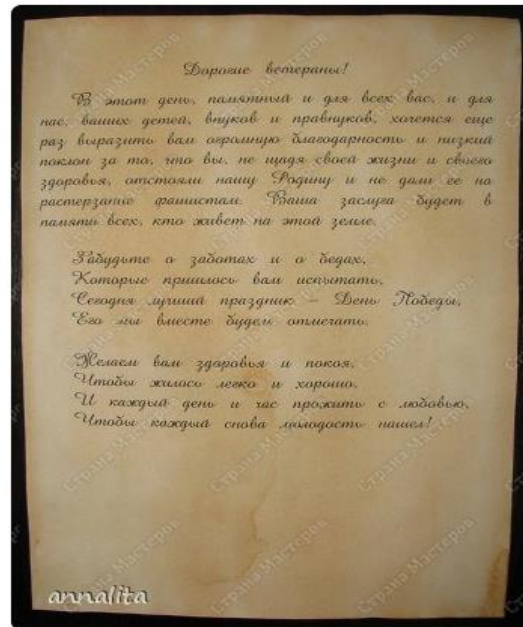 Дорогие ветераны!
В этот день, памятный и для всех вас, и для
нас, ваших детей, внуков и правнуков, хочется еще
раз выразить вам огромную благодарность и низкий
поклон за то, что вы, не щадя своей жизни и своего
здоровья, отстояли нашу Родину и не дали ее на
растерзание фашистам. Ваша заслуга будет в
памяти всех, кто живет на этой земле.
Забудьте о заботах и о бедах,
Которые пришлось вам испытать,
Сегодня лучший праздник – День Победы,
Его мы вместе будем отмечать.
Желаем вам здоровья и покоя,
Чтобы жилось легко и хорошо.
И каждый день и час прожить с любовью,
Чтобы каждый снова молодость нашел!
annalita
Страна Мастеров